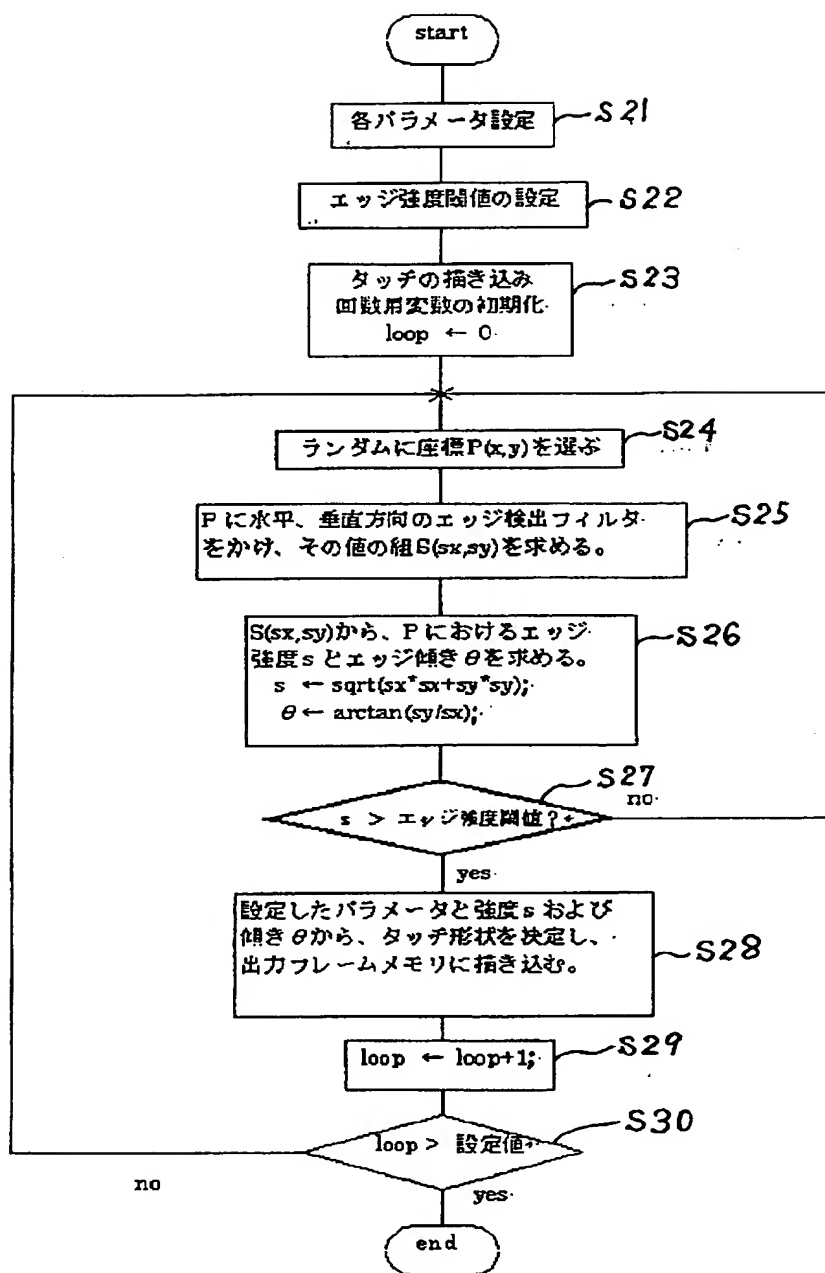 start
各パラメータ設定
S21
エッジ強度閾値の設定
S22
タッチの描き込み
回数用変数の初期化
loop ← 0
S23
ランダムに座標P(x,y)を選ぶ
S24
Pに水平、垂直方向のエッジ検出フィルタ
をかけ、その値の組S(sx,sy)を求める。
S25
S(sx,sy)から、Pにおけるエッジ
強度sとエッジ傾きθを求める。
s ← sqrt(sx*sx+sy*sy);
θ ← arctan(sy/sx);
S26
s > エッジ強度閾値?
S27
no
yes
設定したパラメータと強度sおよび
傾きθから、タッチ形状を決定し、
出力フレームメモリに描き込む。
S28
loop ← loop+1;
S29
loop > 設定値
S30
no
yes
end